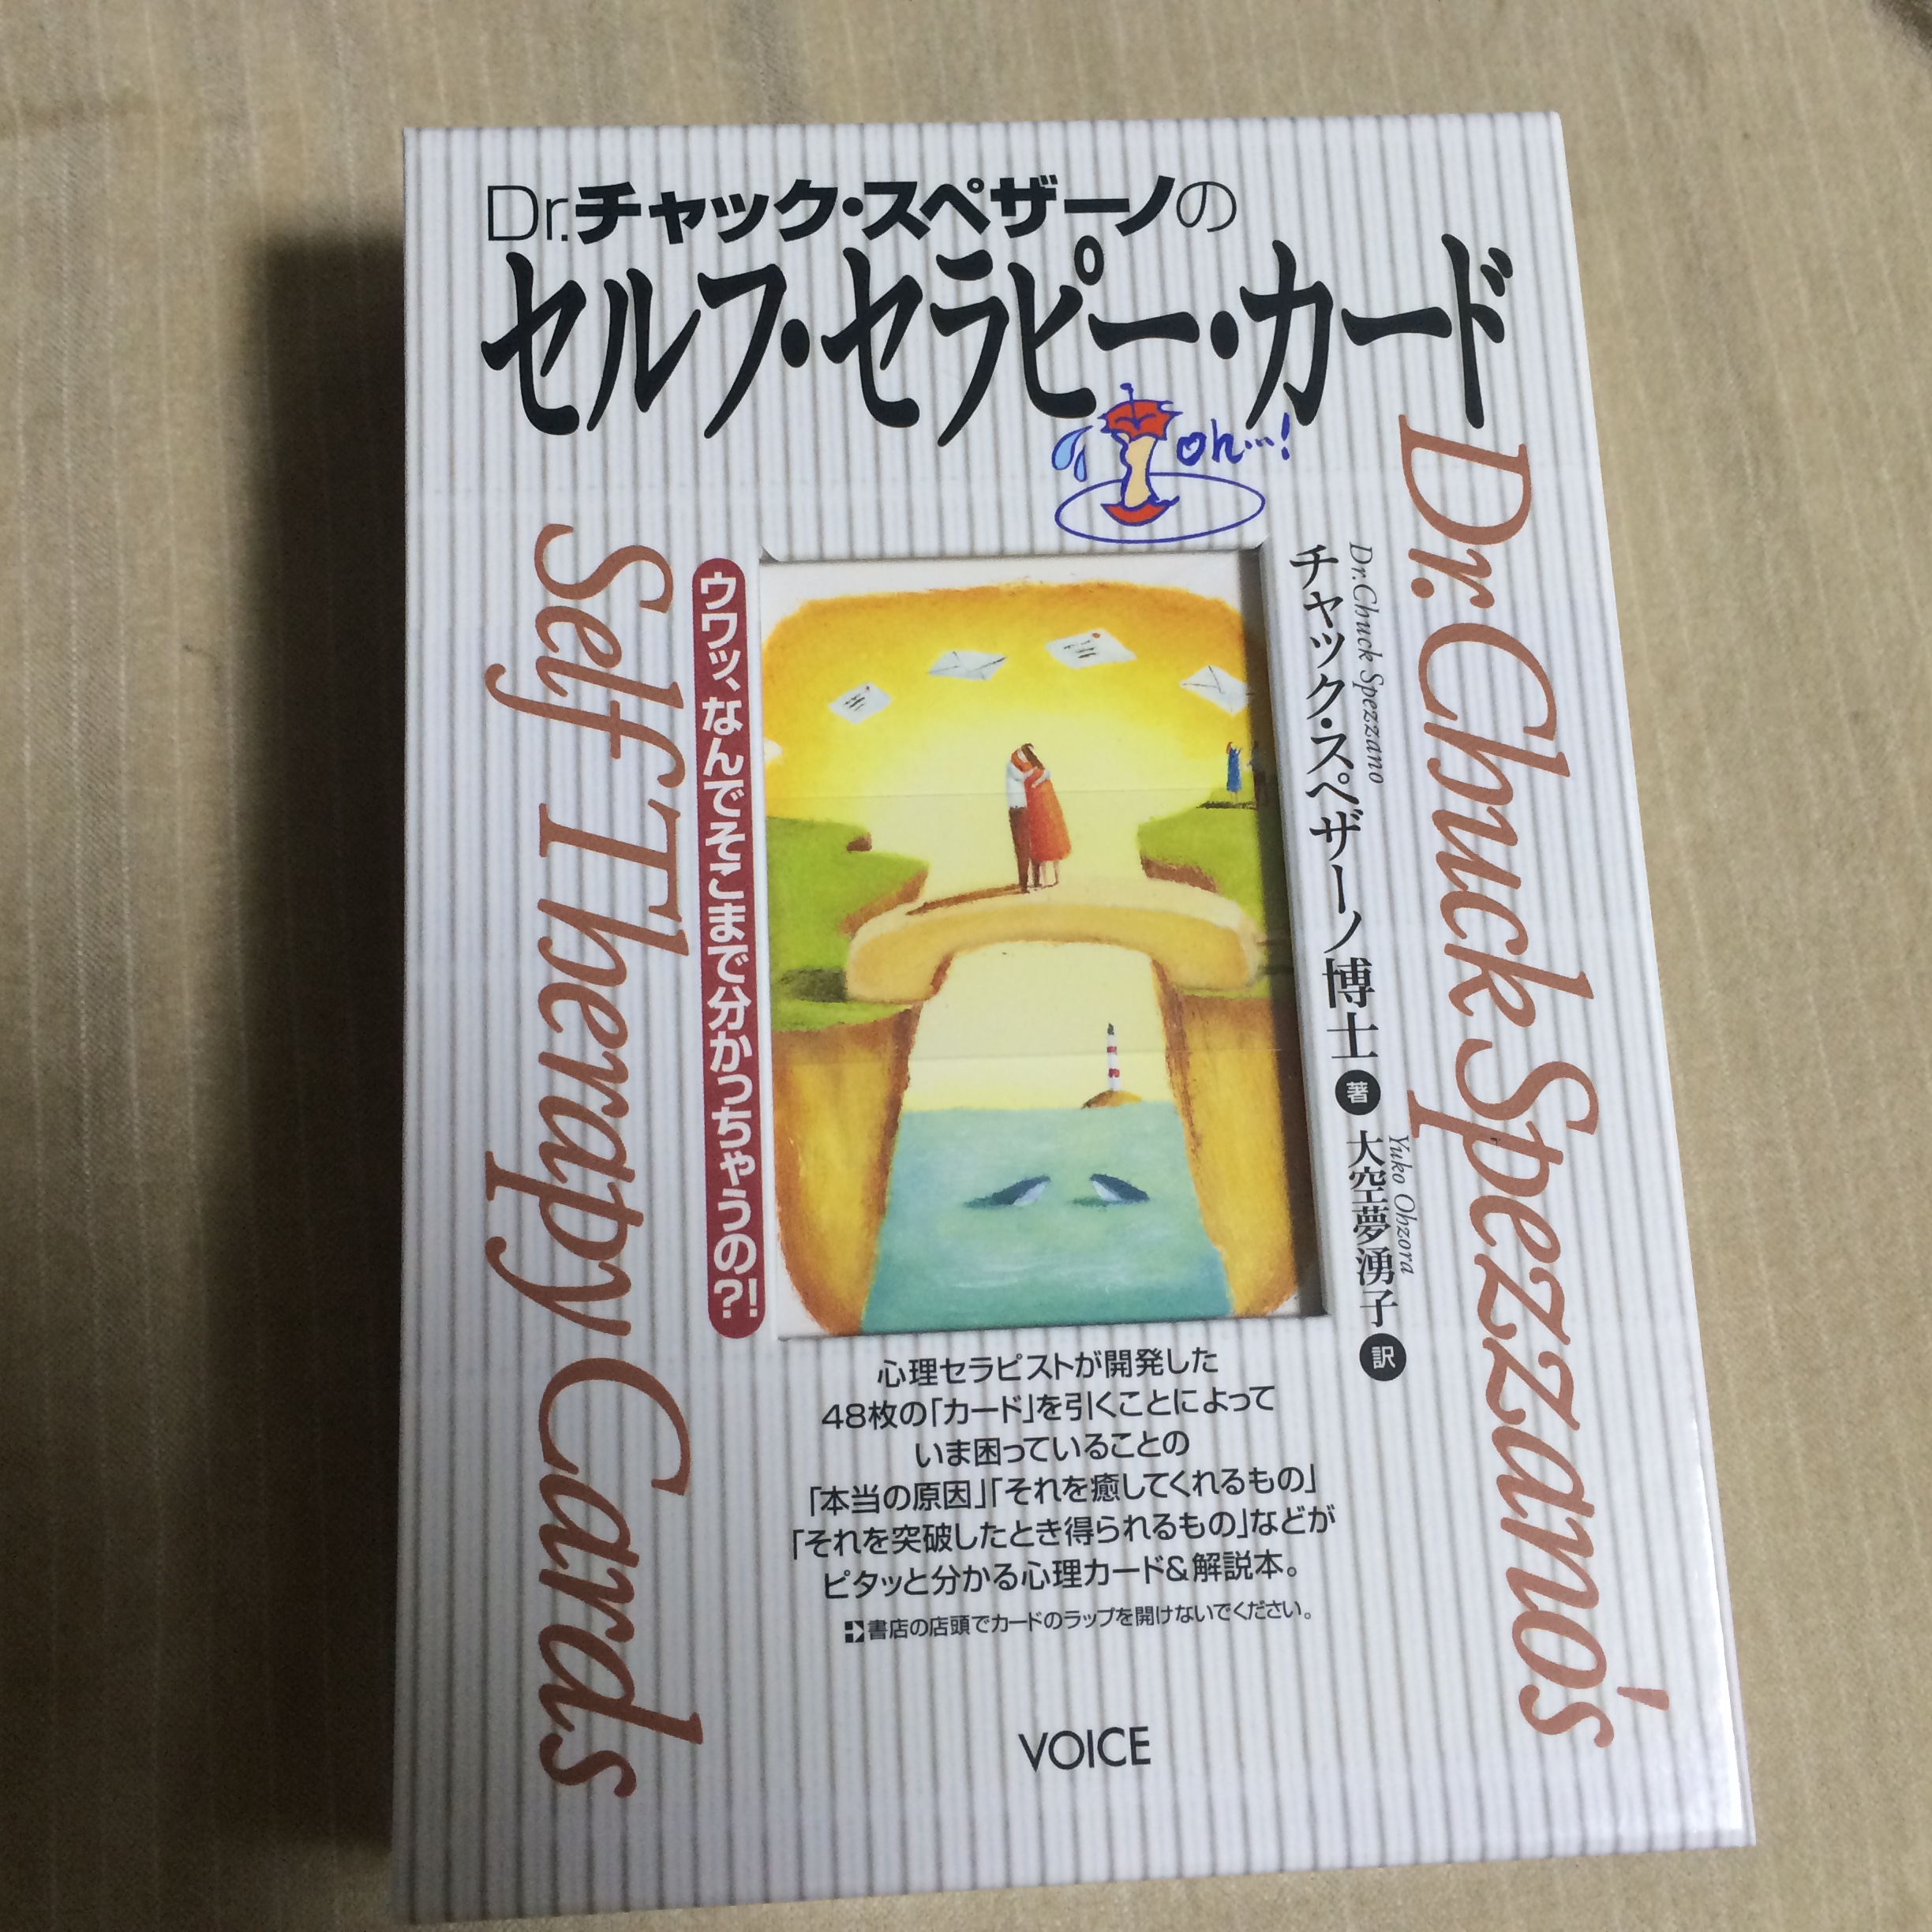 Dr.チャック・スペザーノの
セルフ・セラピー・カード
oh…!
Dr. Chuck Spezzano's
Self Therapy Cards
Dr.Chuck Spezzano
チャック・スペザーノ博士 著
Yuko Ohzora
大空夢湧子 訳
ウワッ、なんでそこまで分かっちゃうの?!
心理セラピストが開発した
48枚の「カード」を引くことによって
いま困っていることの
「本当の原因」「それを癒してくれるもの」
「それを突破したとき得られるもの」などが
ピタッと分かる心理カード&解説本。
書店の店頭でカードのラップを開けないでください。
VOICE